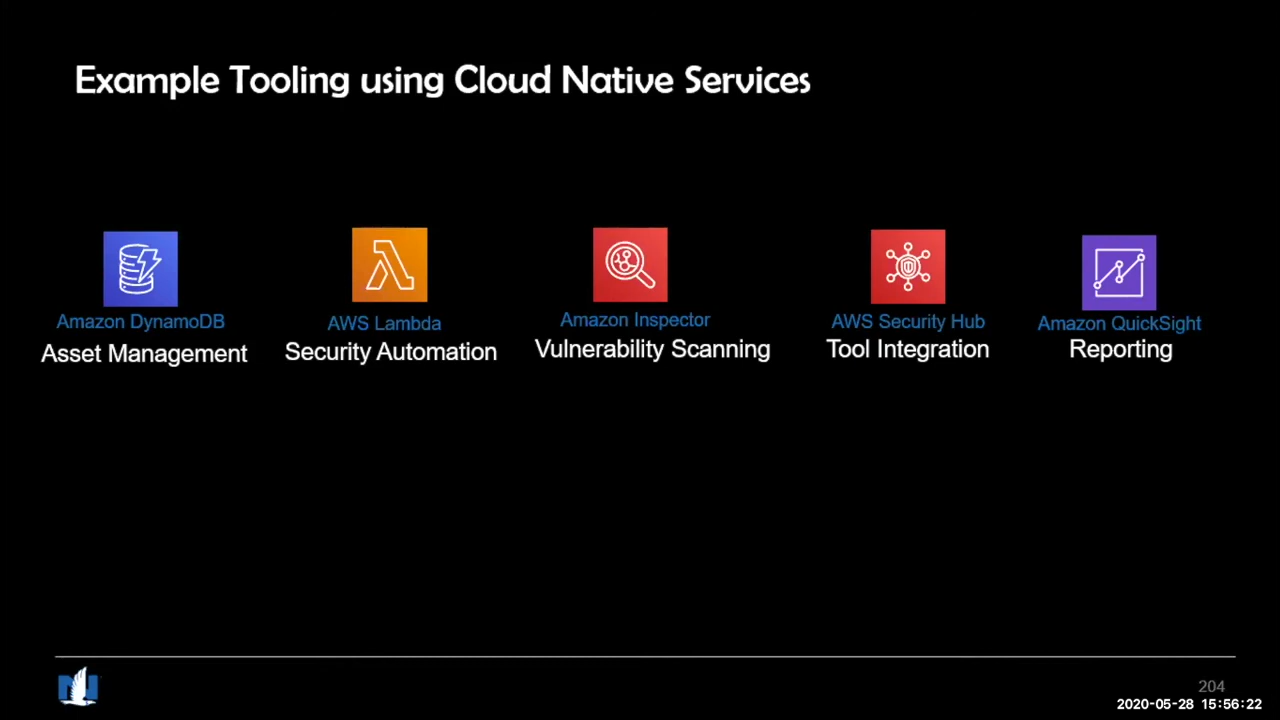 Example Tooling using Cloud Native Services
Amazon DynamoDB
Asset Management
AWS Lambda
Security Automation
Amazon Inspector
Vulnerability Scanning
AWS Security Hub
Tool Integration
Amazon QuickSight
Reporting
204
2020-05-28 15:56:22